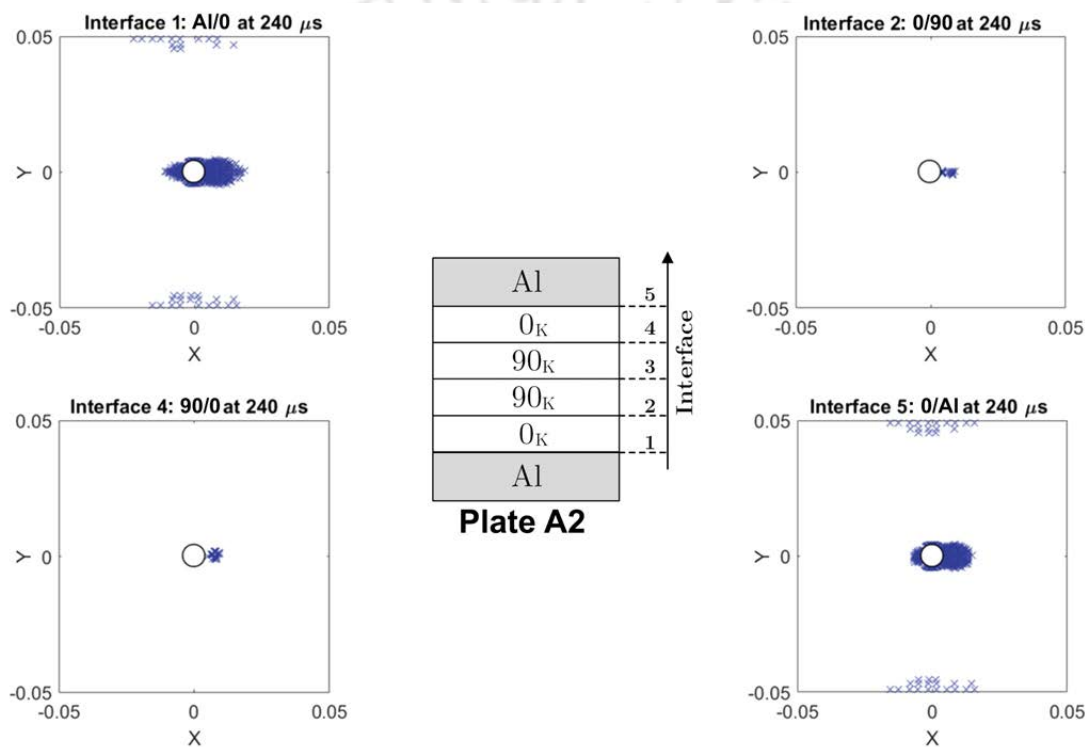 Interface 1: Al/0 at 240 μs
0.05
Y 0
-0.05
-0.05 0 0.05
X
Interface 2: 0/90 at 240 μs
0.05
Y 0
-0.05
-0.05 0 0.05
X
Al
0K
90K
90K
0K
Al
5
4
3
2
1
Interface
Plate A2
Interface 4: 90/0 at 240 μs
0.05
Y 0
-0.05
-0.05 0 0.05
X
Interface 5: 0/Al at 240 μs
0.05
Y 0
-0.05
-0.05 0 0.05
X